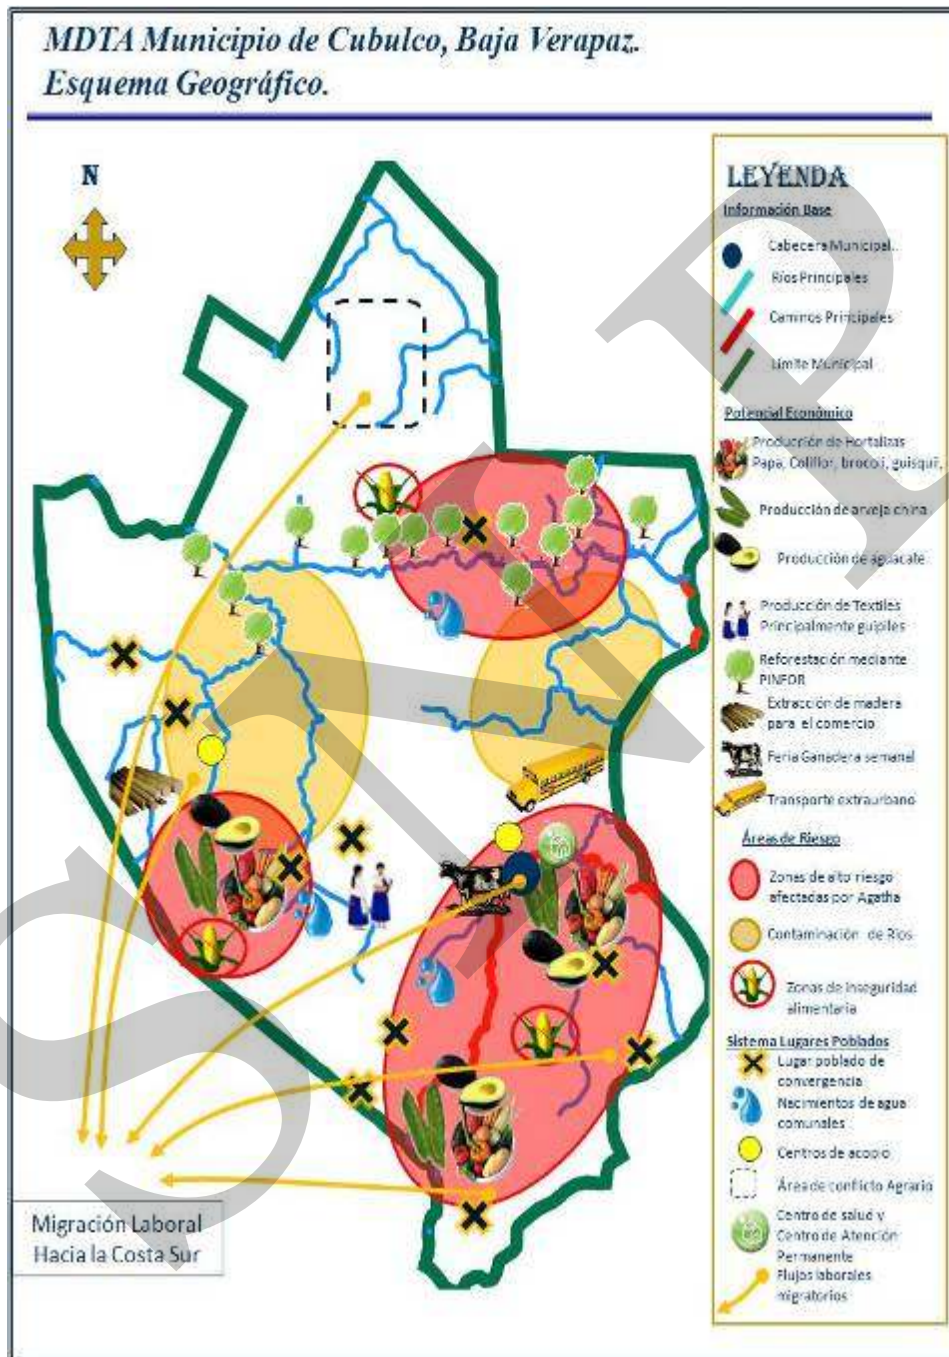 MDTA Municipio de Cubulco, Baja Verapaz.
Esquema Geográfico.
N
LEYENDA
Información Base
Cabecera Municipal..
Ríos Principales
Caminos Principales
Límite Municipal
Potencial Económico
Producción de Hortalizas
Papa, Coliflor, brocoli, guisquil,
Producción de arveja china
Producción de aguacate
Producción de Textiles
Principalmente guipiles
Reforestación mediante
PINFOR
Extracción de madera
para el comercio
Feria Ganadera semanal
Transporte extraurbano
Áreas de Riesgo
Zonas de alto riesgo
afectadas por Agatha
Contaminación de Ríos
Zonas de inseguridad
alimentaria
Sistema Lugares Poblados
Lugar poblado de
convergencia
Nacimientos de agua
comunales
Centros de acopio
Área de conflicto Agrario
Centro de salud y
Centro de Atención
Permanente
Flujos laborales
migratorios
Migración Laboral
Hacia la Costa Sur
SNIP